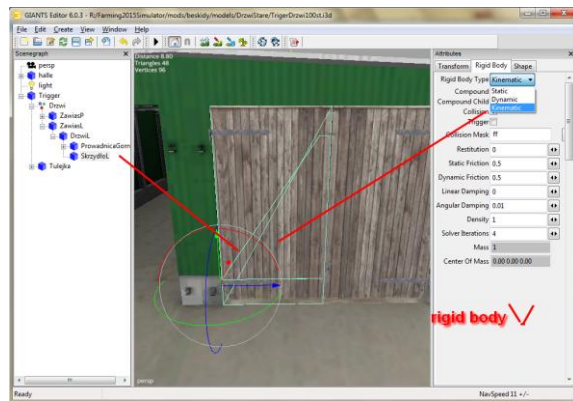 GIANTS Editor 6.0.3 - R:/Farming2015Simulator/mods/beskidy/models/DrzwiStare/TrigerDrzwi100st.i3d
File Edit Create View Window Help
Scenegraph
persp
halle
light
Trigger
Drzwi
ZawiasP
ZawiesL
DrzwiL
ProwadnicaGorn
SkrzydloL
Tulejka
Triangles 48
Vertices 96
persp
Attributes
Transform Rigid Body Shape
Rigid Body Type Kinematic
Static
Dynamic
Kinematic
Compound
Compound Child
Collision
Trigger
Collision Mask ff
Restitution 0
Static Friction 0.5
Dynamic Friction 0.5
Linear Damping 0
Angular Damping 0.01
Density 1
Solver Iterations 4
Mass 1
Center Of Mass 0.00 0.00 0.00
rigid body
Ready
NavSpeed 11 +/-